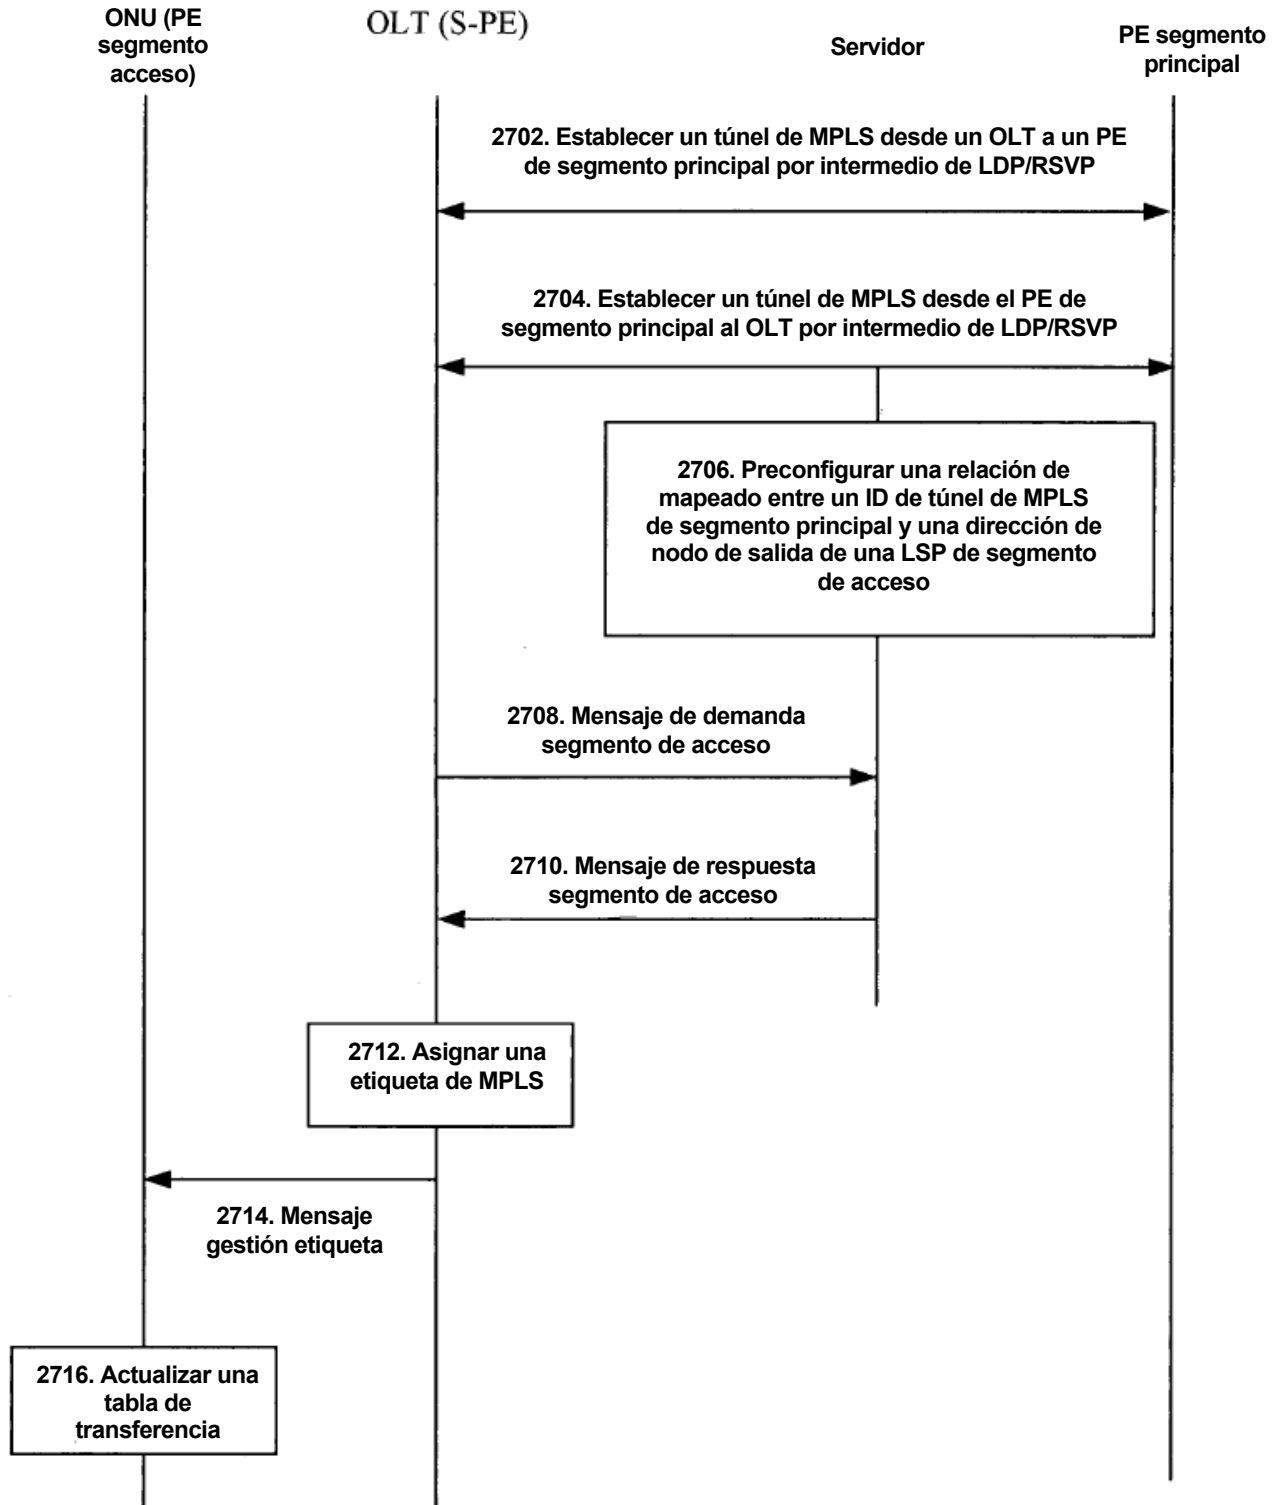 ONU (PE
segmento
acceso)
OLT (S-PE)
Servidor
PE segmento
principal
2702. Establecer un túnel de MPLS desde un OLT a un PE
de segmento principal por intermedio de LDP/RSVP
2704. Establecer un túnel de MPLS desde el PE de
segmento principal al OLT por intermedio de LDP/RSVP
2706. Preconfigurar una relación de
mapeado entre un ID de túnel de MPLS
de segmento principal y una dirección de
nodo de salida de una LSP de segmento
de acceso
2708. Mensaje de demanda
segmento de acceso
2710. Mensaje de respuesta
segmento de acceso
2712. Asignar una
etiqueta de MPLS
2714. Mensaje
gestión etiqueta
2716. Actualizar una
tabla de
transferencia